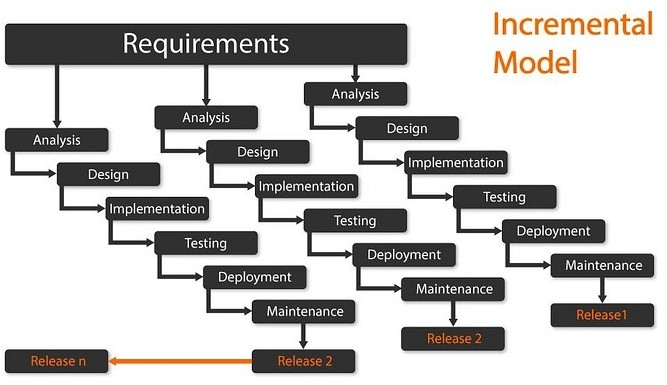 Incremental
Model
Requirements
Analysis
Design
Implementation
Testing
Deployment
Maintenance
Release 2
Release n
Analysis
Design
Implementation
Testing
Deployment
Maintenance
Release 2
Analysis
Design
Implementation
Testing
Deployment
Maintenance
Release1